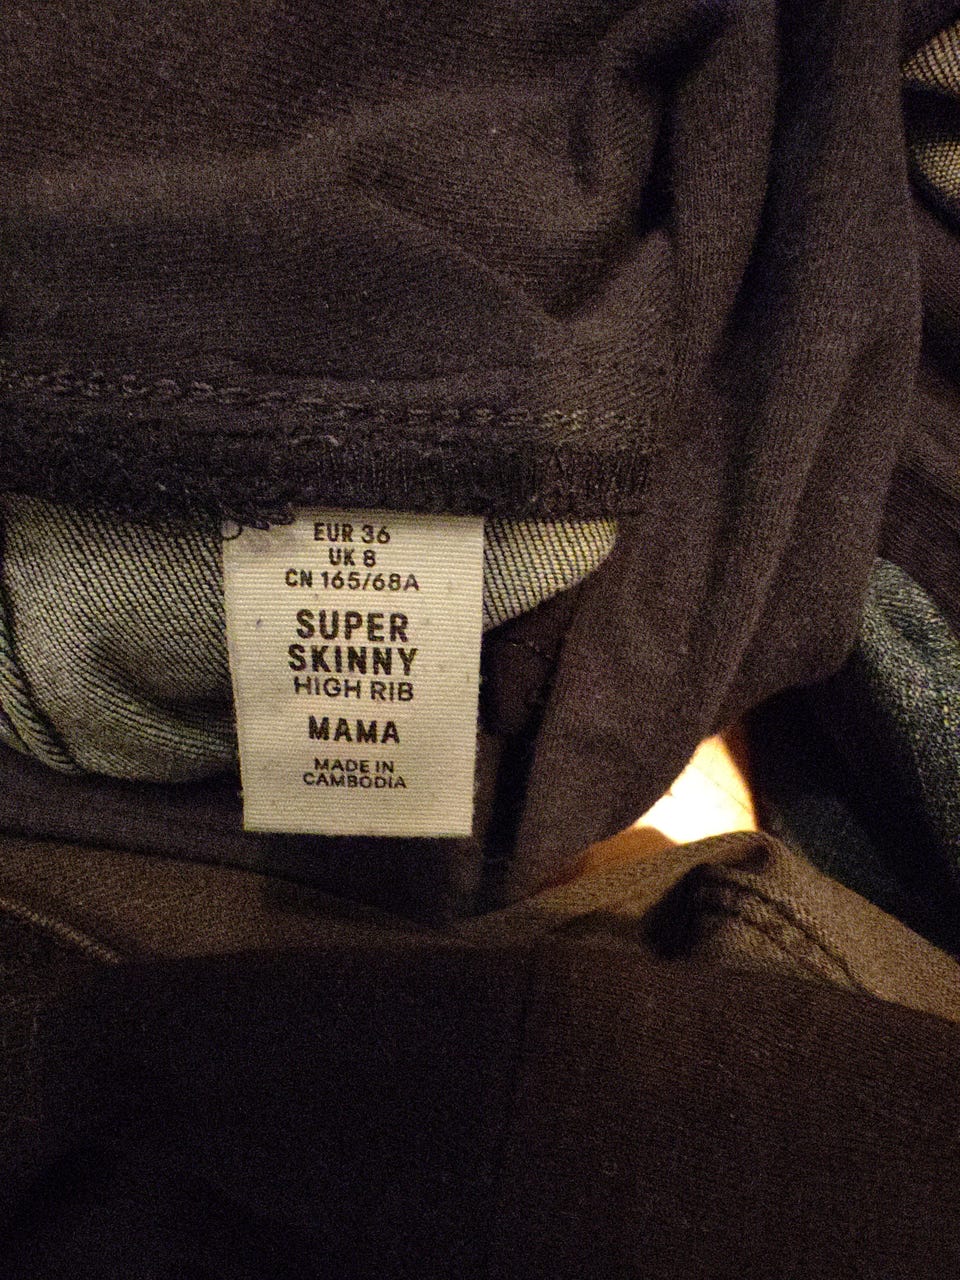 EUR 36
UK 8
CN 165/68A
SUPER
SKINNY
HIGH RIB
MAMA
MADE IN
CAMBODIA